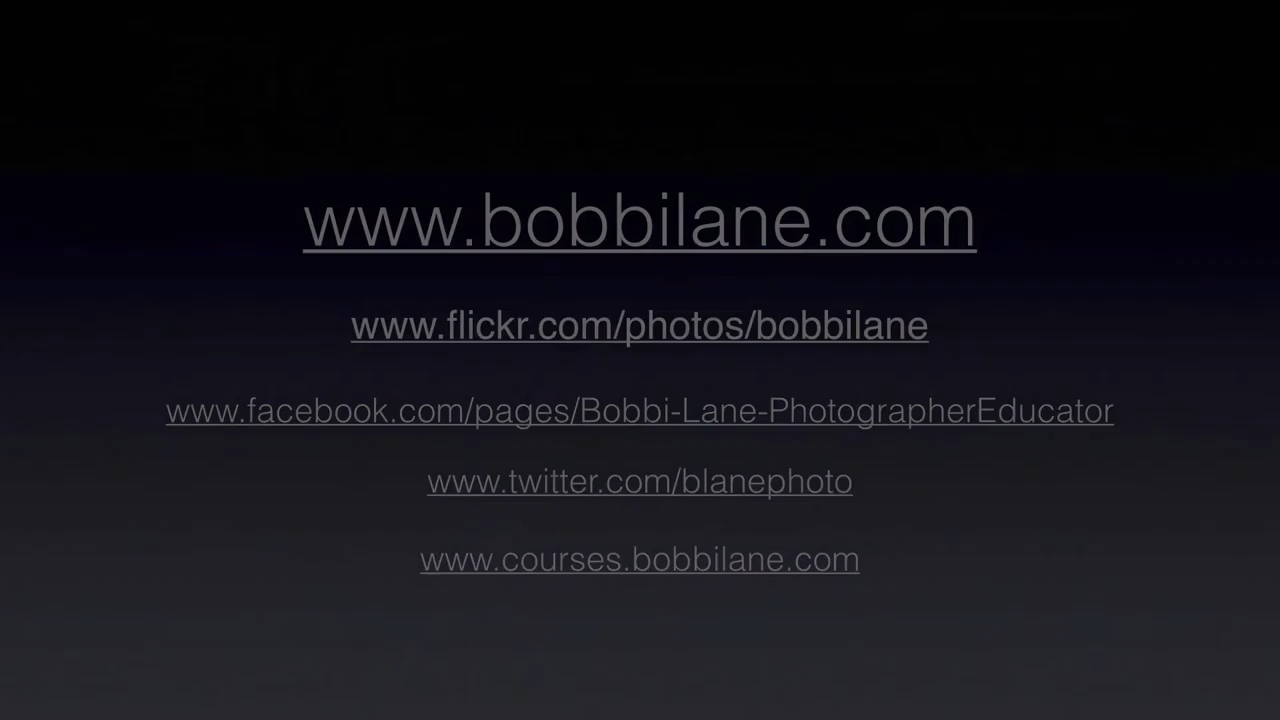 www.bobbilane.com
www.flickr.com/photos/bobbilane
www.facebook.com/pages/Bobbi-Lane-PhotographerEducator
www.twitter.com/blanephoto
www.courses.bobbilane.com